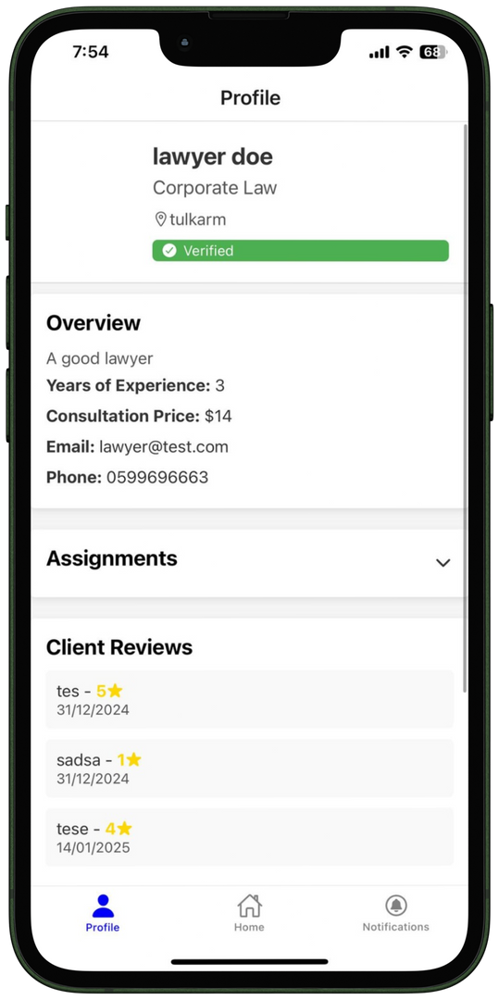 7:54
68
Profile
lawyer doe
Corporate Law
tulkarm
Verified
Overview
A good lawyer
Years of Experience: 3
Consultation Price: $14
Email: lawyer@test.com
Phone: 0599696663
Assignments
Client Reviews
tes - 5★
31/12/2024
sadsa - 1★
31/12/2024
tese - 4★
14/01/2025
Profile
Home
Notifications